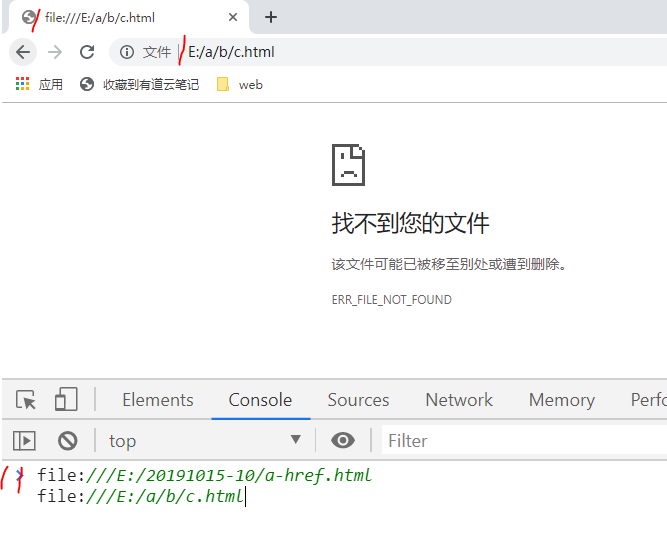 file:///E:/a/b/c.html
文件 E:/a/b/c.html
应用 收藏到有道云笔记 web
找不到您的文件
该文件可能已被移至别处或遭到删除。
ERR_FILE_NOT_FOUND
Elements Console Sources Network Memory Perfo
top Filter
file:///E:/20191015-10/a-href.html
file:///E:/a/b/c.html